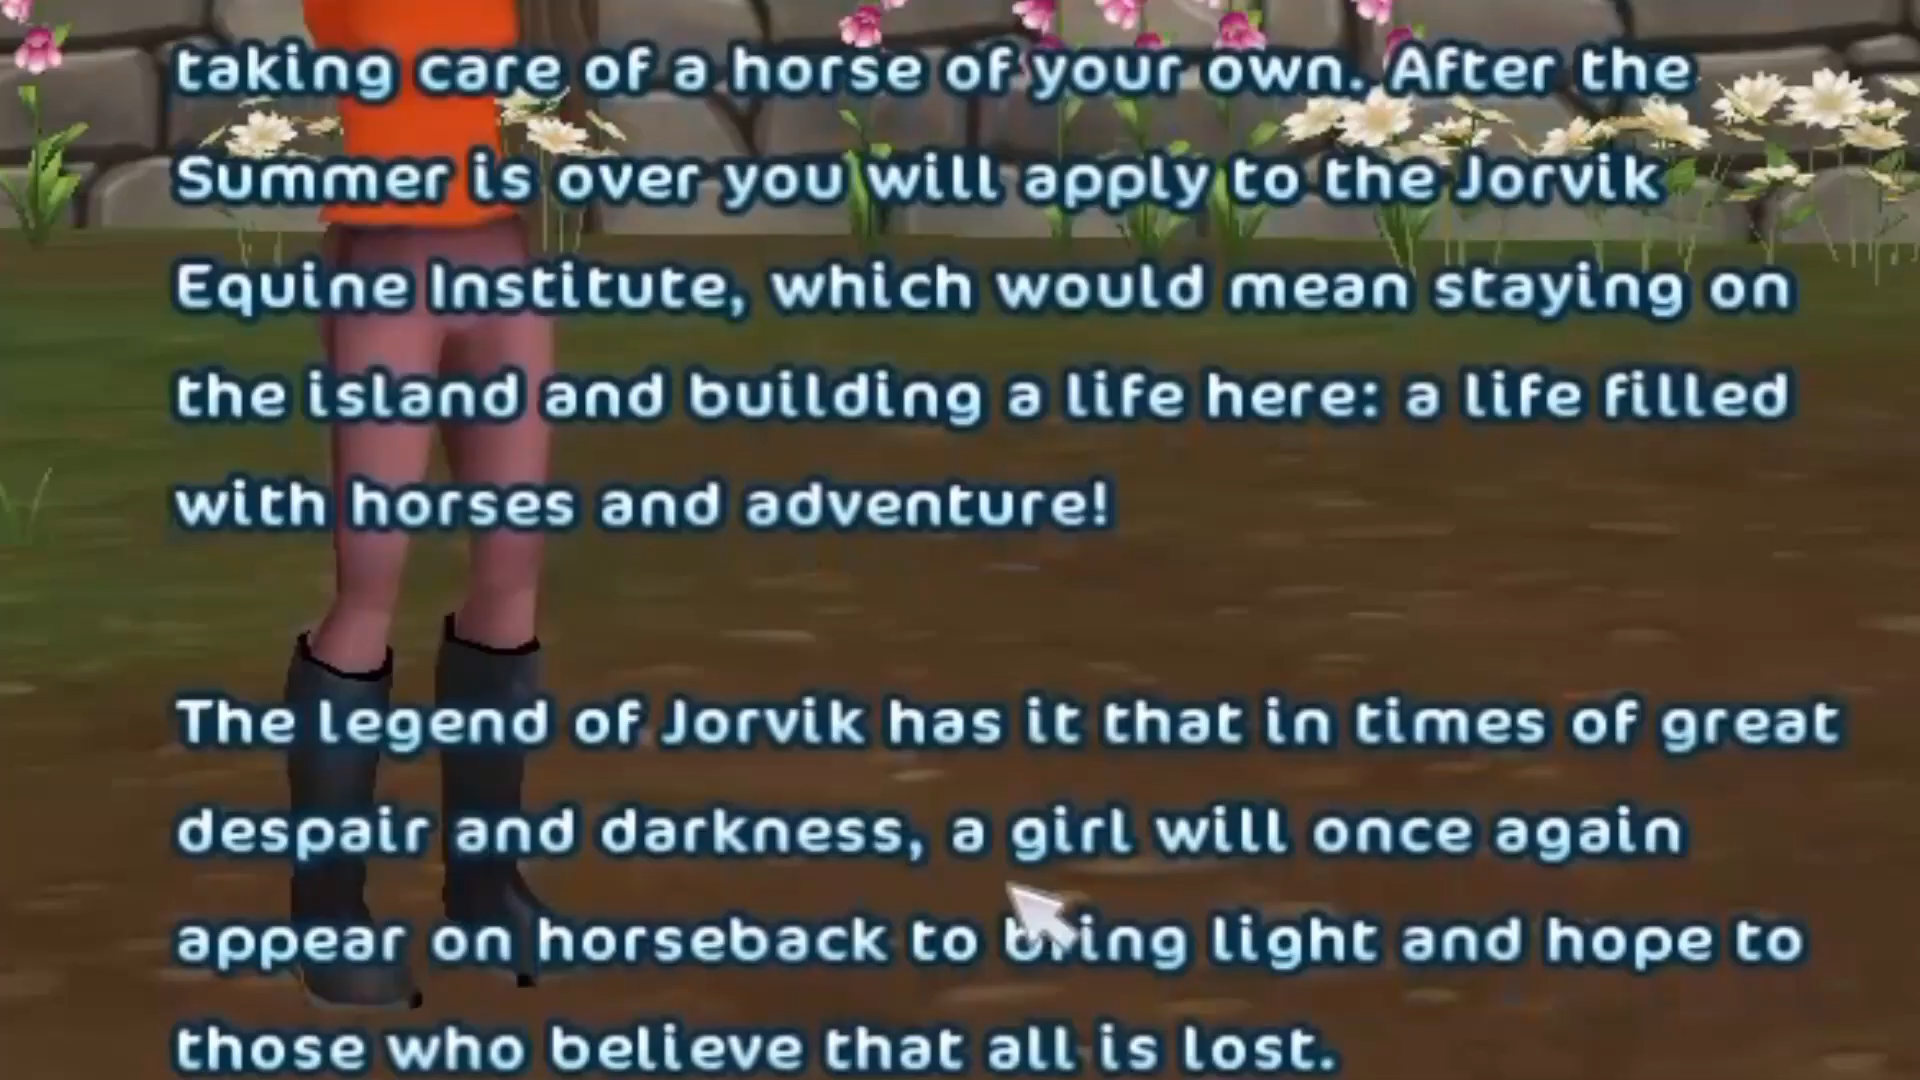 taking care of a horse of your own. After the
Summer is over you will apply to the Jorvik
Equine Institute, which would mean staying on
the island and building a life here: a life filled
with horses and adventure!
The legend of Jorvik has it that in times of great
despair and darkness, a girl will once again
appear on horseback to bring light and hope to
those who believe that all is lost.